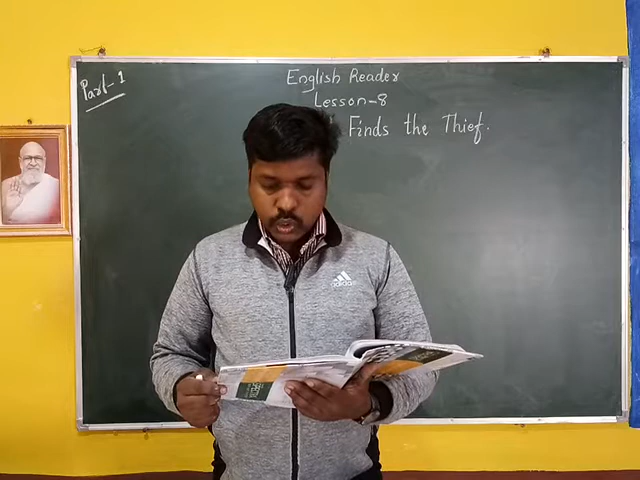 Part-1
English Reader
Lesson-8
Finds the Thief.
adidas